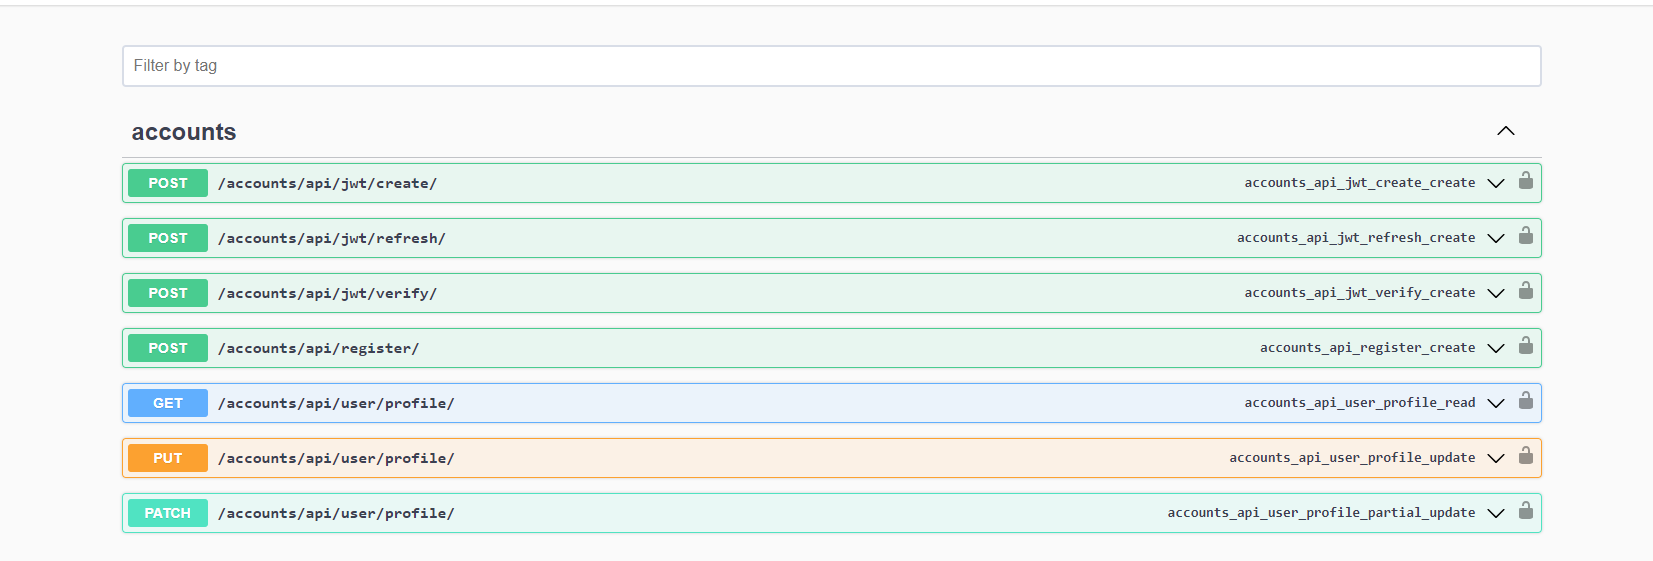 Filter by tag
accounts
POST /accounts/api/jwt/create/ accounts_api_jwt_create_create
POST /accounts/api/jwt/refresh/ accounts_api_jwt_refresh_create
POST /accounts/api/jwt/verify/ accounts_api_jwt_verify_create
POST /accounts/api/register/ accounts_api_register_create
GET /accounts/api/user/profile/ accounts_api_user_profile_read
PUT /accounts/api/user/profile/ accounts_api_user_profile_update
PATCH /accounts/api/user/profile/ accounts_api_user_profile_partial_update